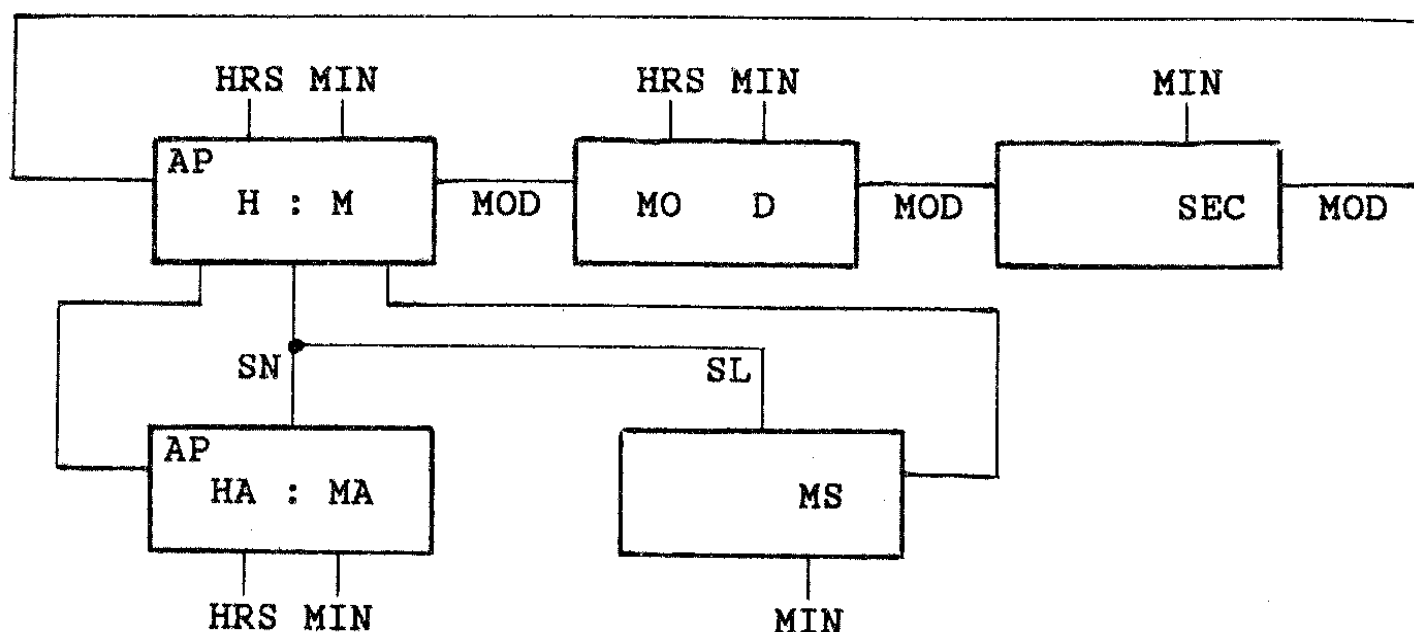 HRS MIN
HRS MIN
MIN
AP
H : M
MOD
MO D
MOD
SEC
MOD
SN
SL
AP
HA : MA
MS
HRS MIN
MIN